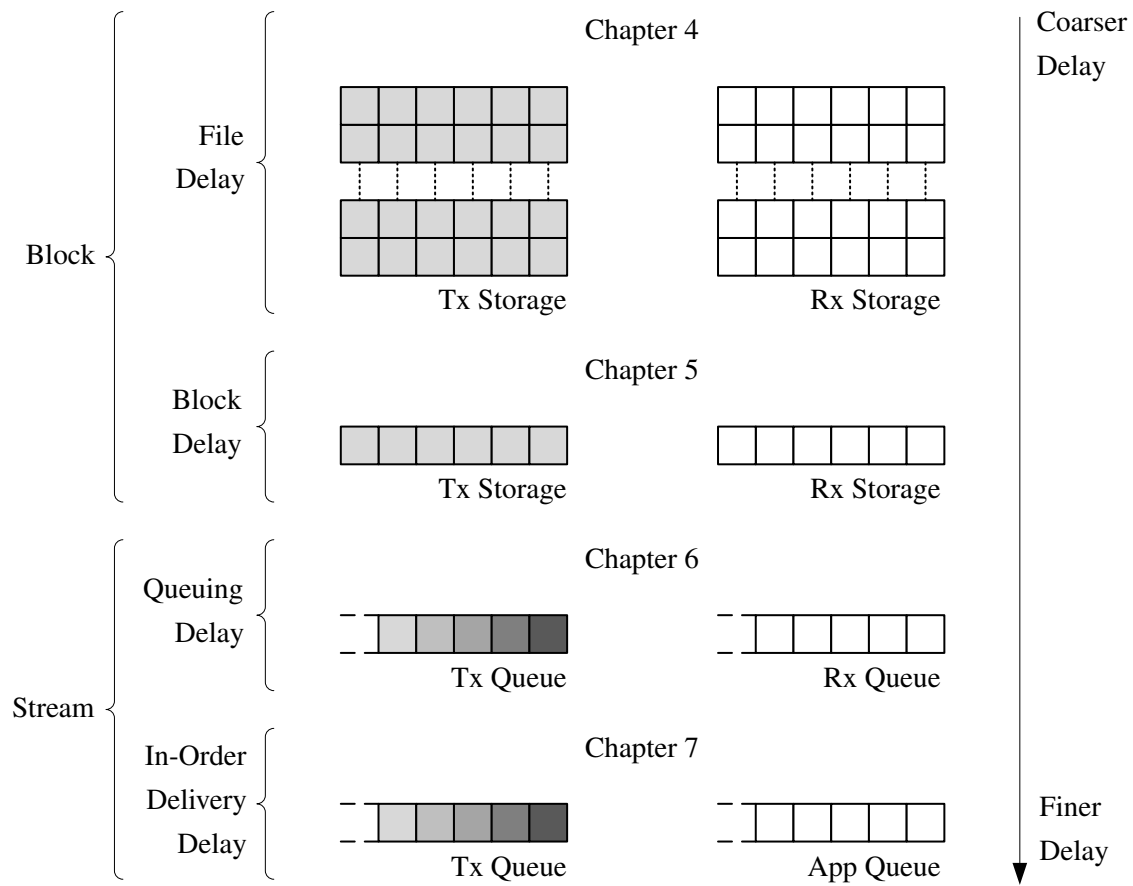 Chapter 4
Coarser
Delay
File
Delay
Block
Tx Storage
Rx Storage
Chapter 5
Block
Delay
Tx Storage
Rx Storage
Chapter 6
Queuing
Delay
Tx Queue
Rx Queue
Stream
Chapter 7
In-Order
Delivery
Delay
Tx Queue
App Queue
Finer
Delay